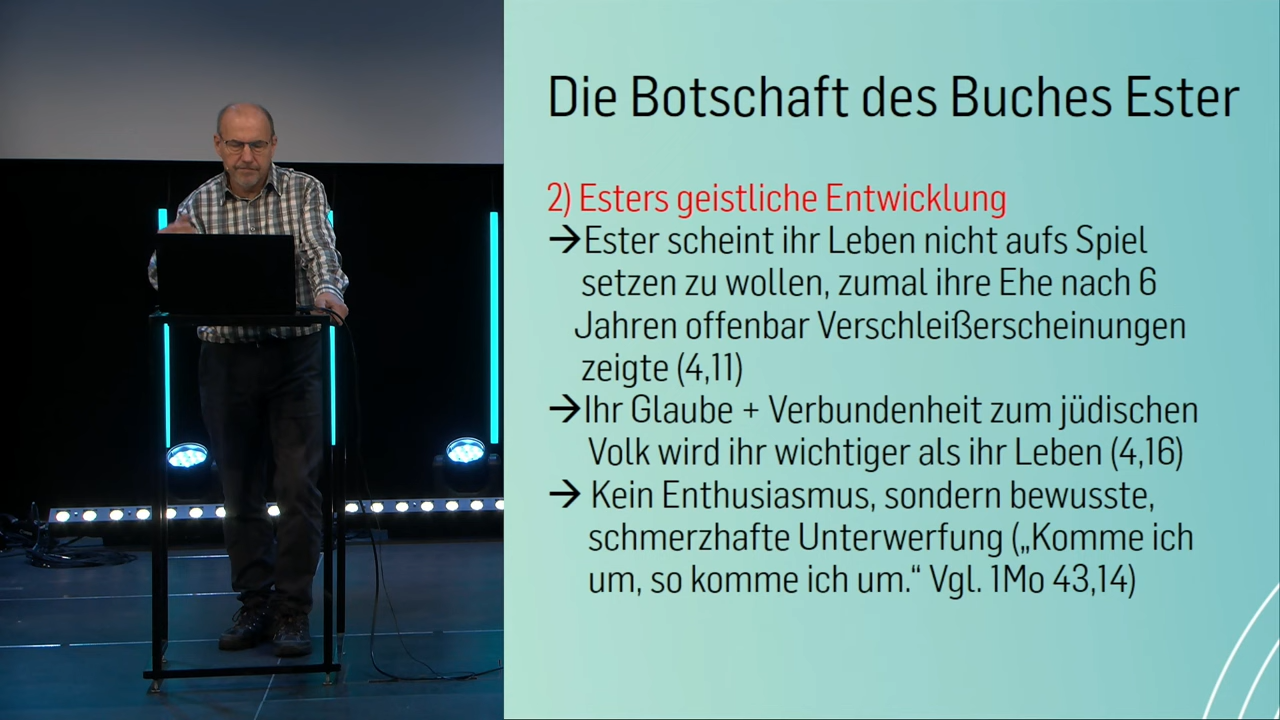 Die Botschaft des Buches Ester
2) Esters geistliche Entwicklung
→Ester scheint ihr Leben nicht aufs Spiel
setzen zu wollen, zumal ihre Ehe nach 6
Jahren offenbar Verschleißerscheinungen
zeigte (4,11)
→Ihr Glaube + Verbundenheit zum jüdischen
Volk wird ihr wichtiger als ihr Leben (4,16)
→ Kein Enthusiasmus, sondern bewusste,
schmerzhafte Unterwerfung („Komme ich
um, so komme ich um.“ Vgl. 1Mo 43,14)